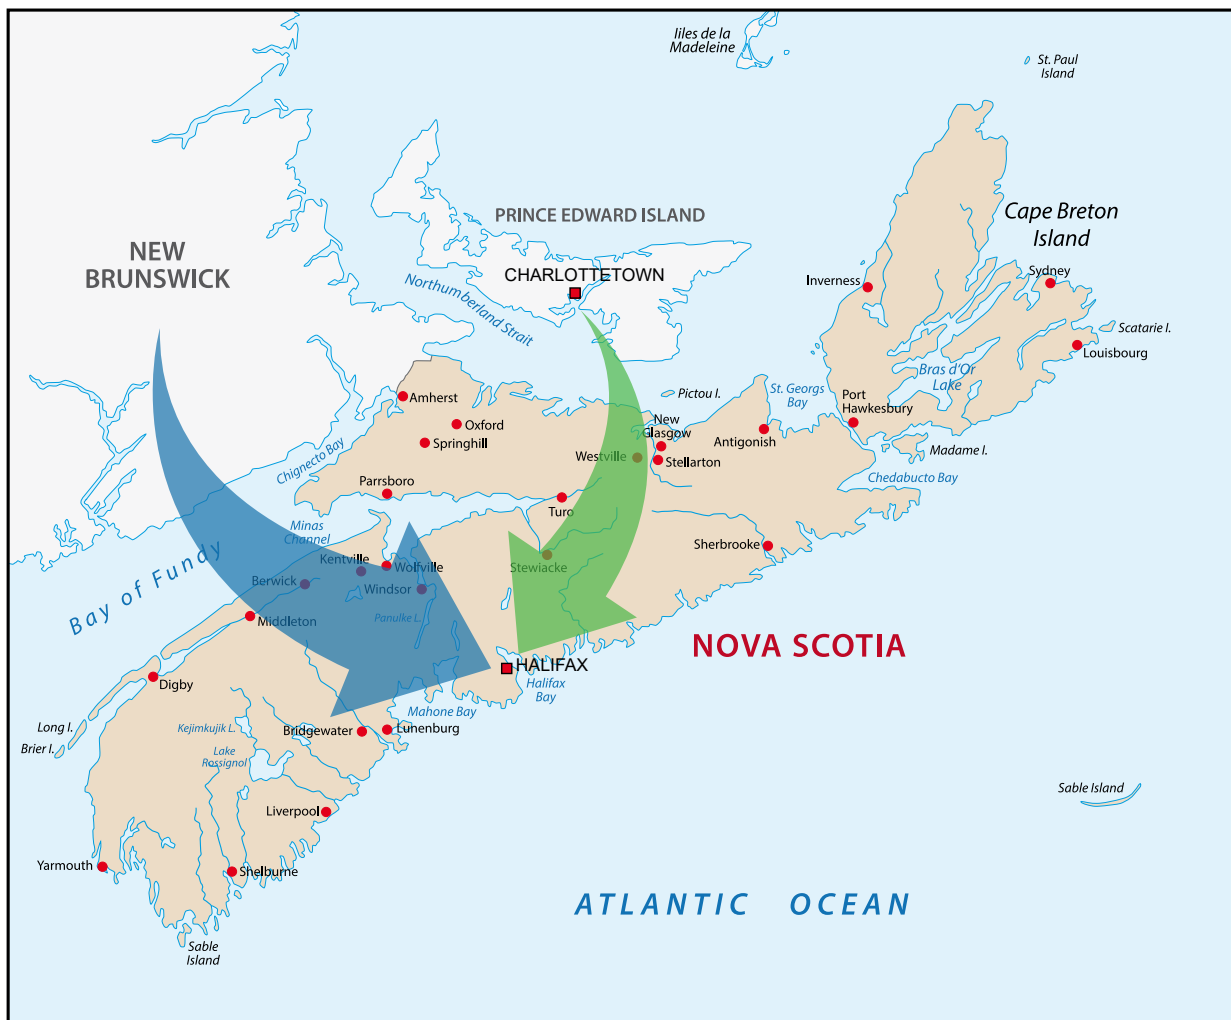 Iiles de la
Madeleine
St. Paul
Island
PRINCE EDWARD ISLAND
Cape Breton
Island
NEW
BRUNSWICK
CHARLOTTETOWN
Sydney
Inverness
Northumberland Strait
Scatarie I.
Louisbourg
Bras d'Or
Lake
Pictou I.
St. Georgs
Bay
Port
Hawkesbury
Amherst
Oxford
Springhill
New
Glasgow
Antigonish
Westville
Stellarton
Madame I.
Chignecto Bay
Chedabucto Bay
Parrsboro
Turo
Minas
Channel
Sherbrooke
Kentville
Wolfville
Stewiacke
Berwick
Windsor
Bay of Fundy
Panulke L.
Middleton
NOVA SCOTIA
HALIFAX
Halifax
Bay
Digby
Mahone Bay
Long I.
Kejimkujik L.
Bridgewater
Lunenburg
Brier I.
Lake
Rossignol
Sable Island
Liverpool
Yarmouth
Shelburne
ATLANTIC OCEAN
Sable
Island